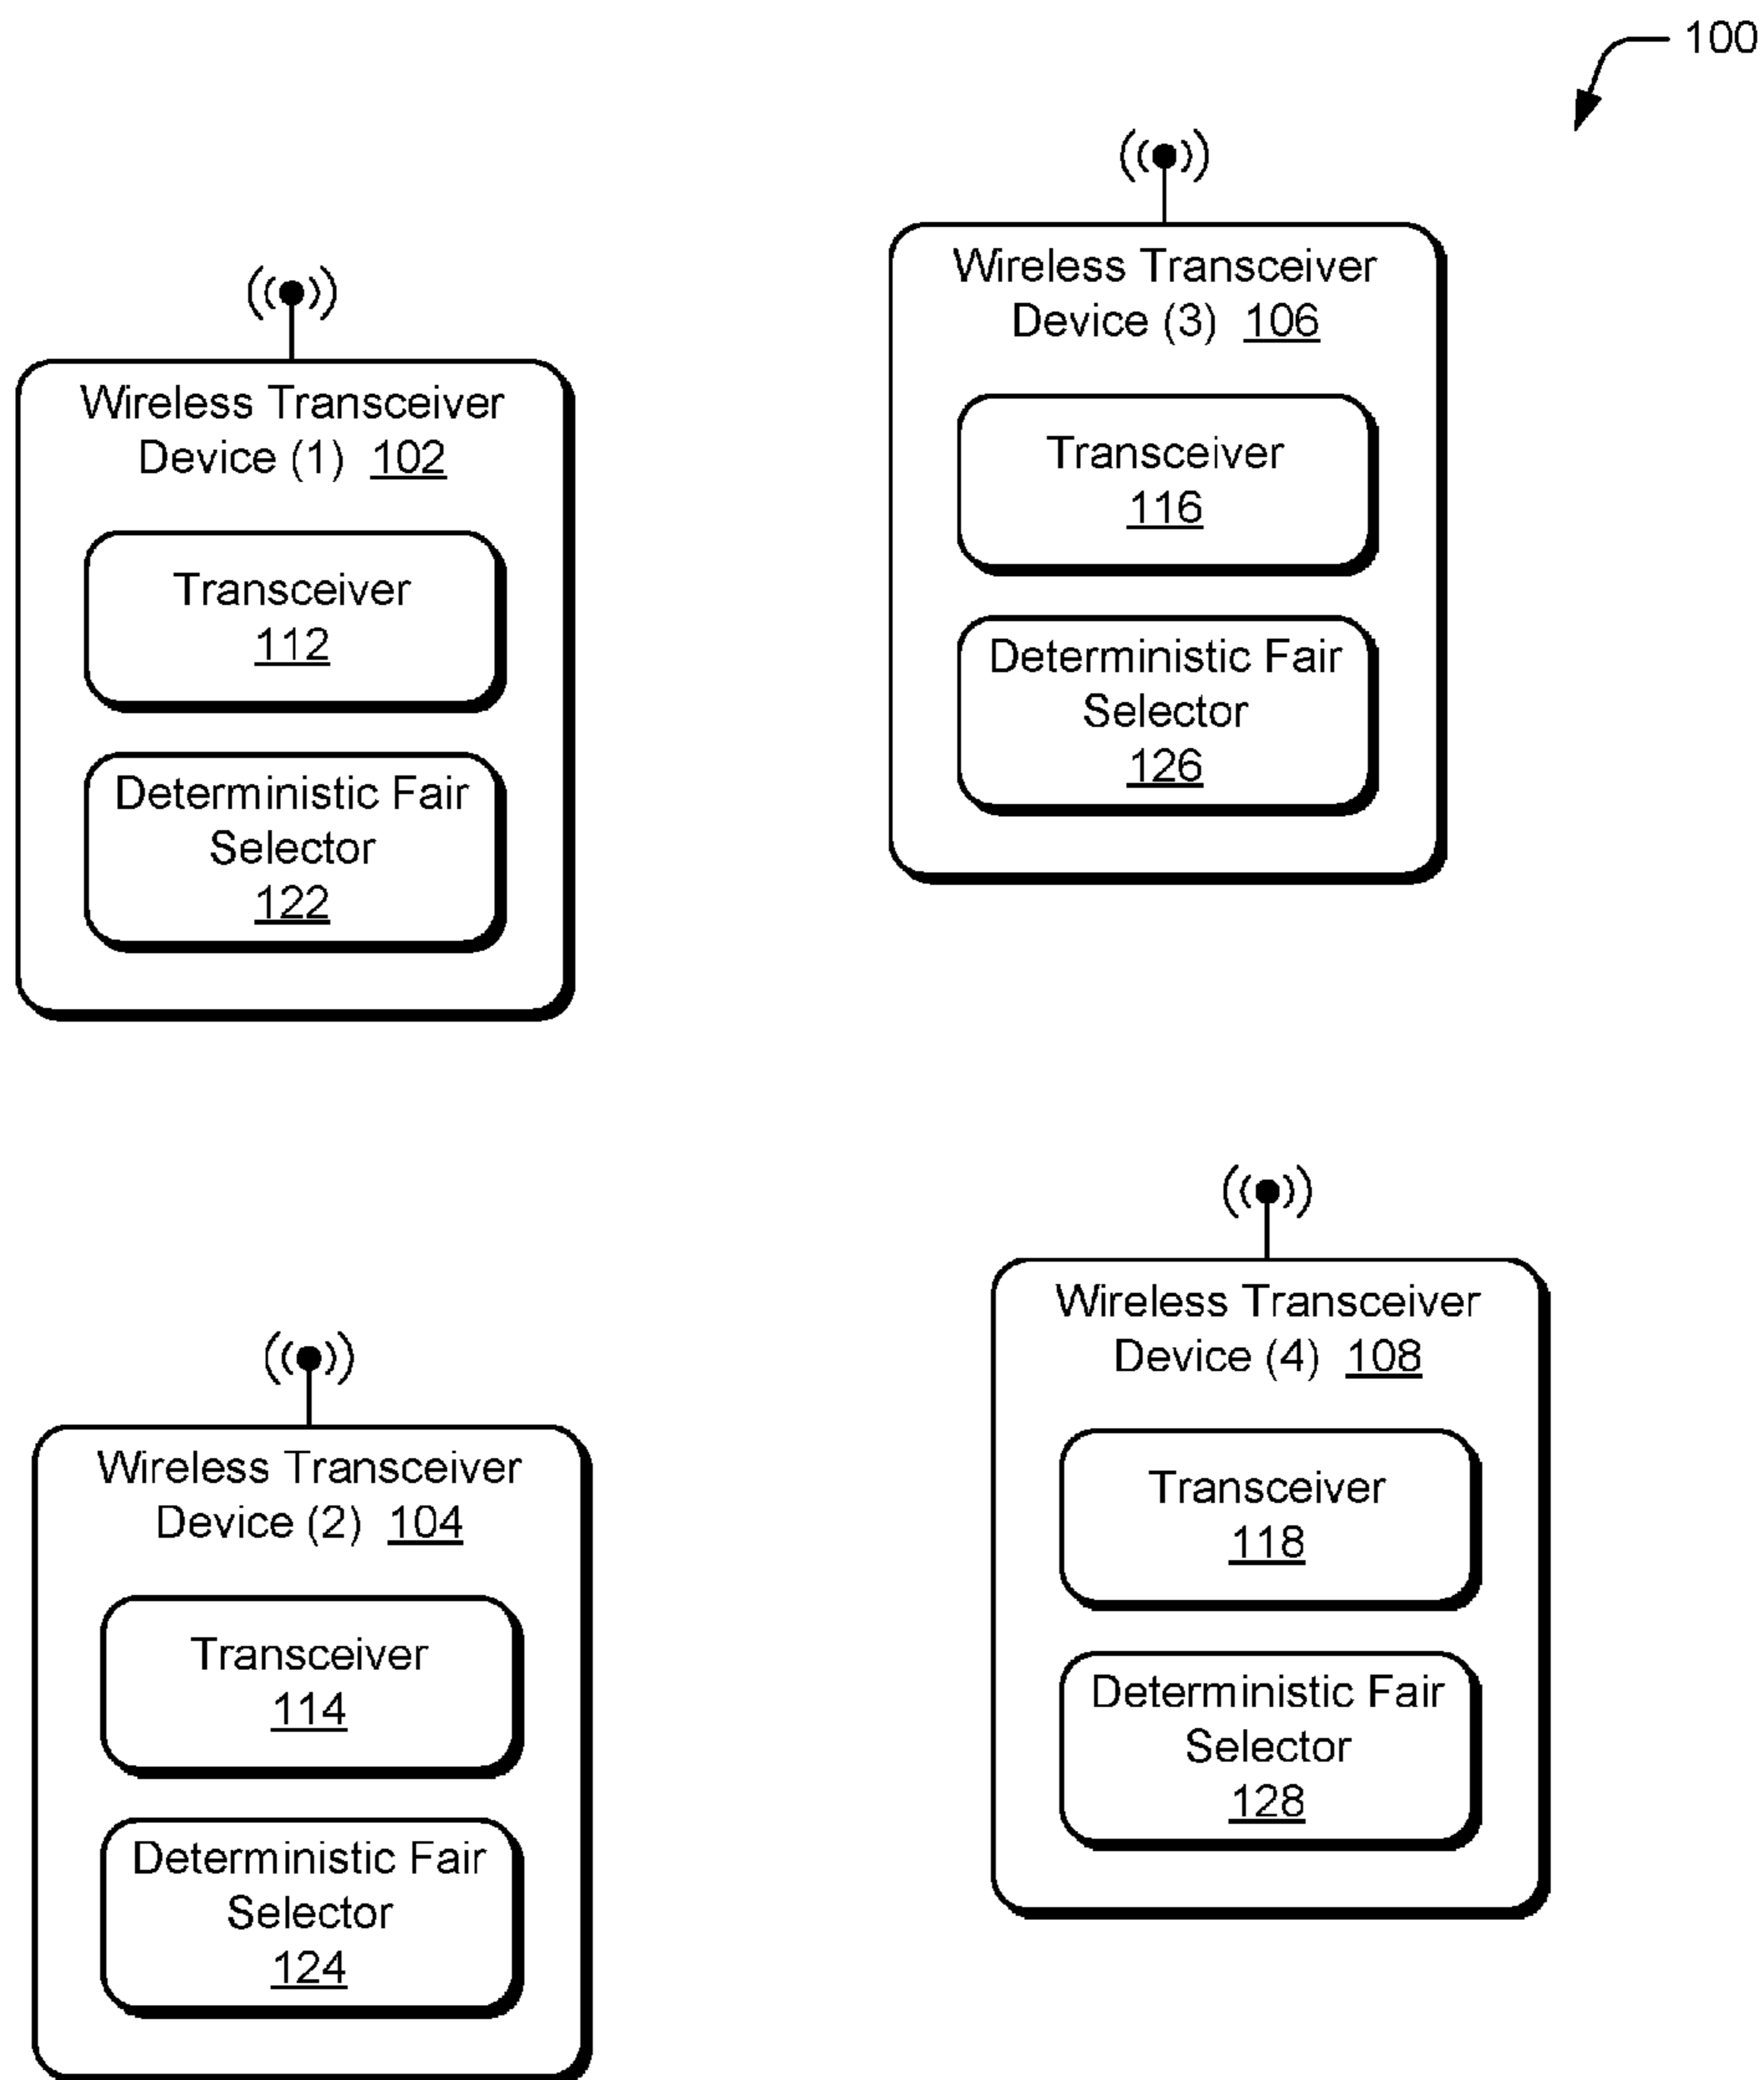 100
Wireless Transceiver
Device (1) 102
Transceiver
112
Deterministic Fair
Selector
122
Wireless Transceiver
Device (3) 106
Transceiver
116
Deterministic Fair
Selector
126
Wireless Transceiver
Device (2) 104
Transceiver
114
Deterministic Fair
Selector
124
Wireless Transceiver
Device (4) 108
Transceiver
118
Deterministic Fair
Selector
128